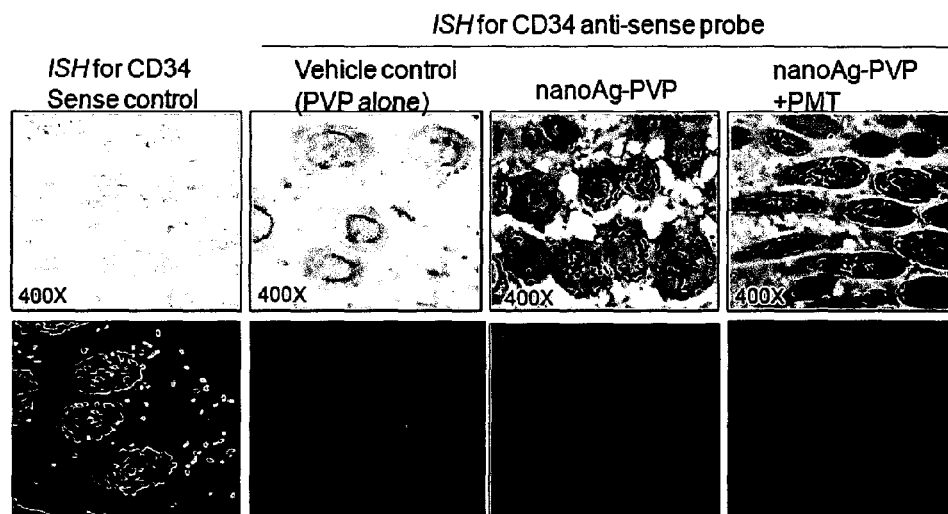 ISH for CD34 anti-sense probe
ISH for CD34
Sense control
Vehicle control
(PVP alone)
nanoAg-PVP
nanoAg-PVP
+PMT
400X
400X
400X
400X